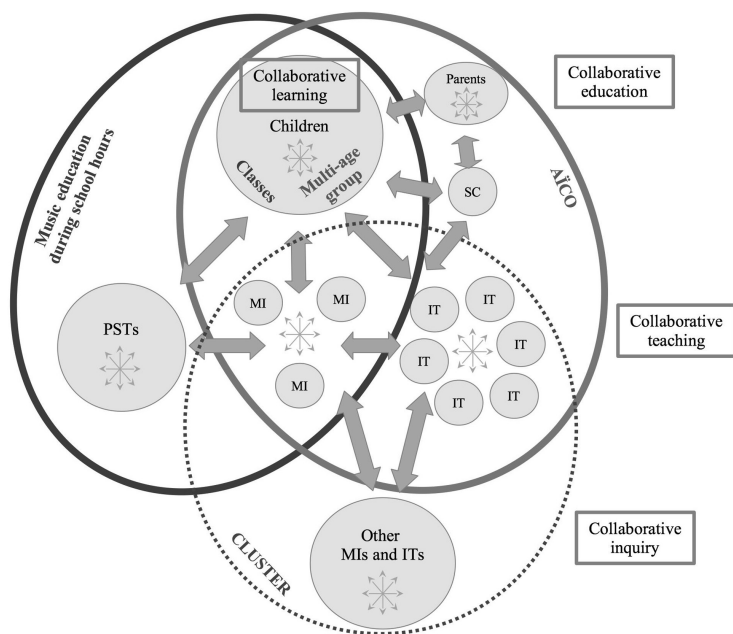 Collaborative
learning
Children
Classes
Multi-age
group
Parents
Collaborative
education
Music education
during school hours
AÏCO
SC
MI
MI
MI
IT
IT
IT
IT
IT
IT
PSTs
Collaborative
teaching
Other
MIs and ITs
CLUSTER
Collaborative
inquiry